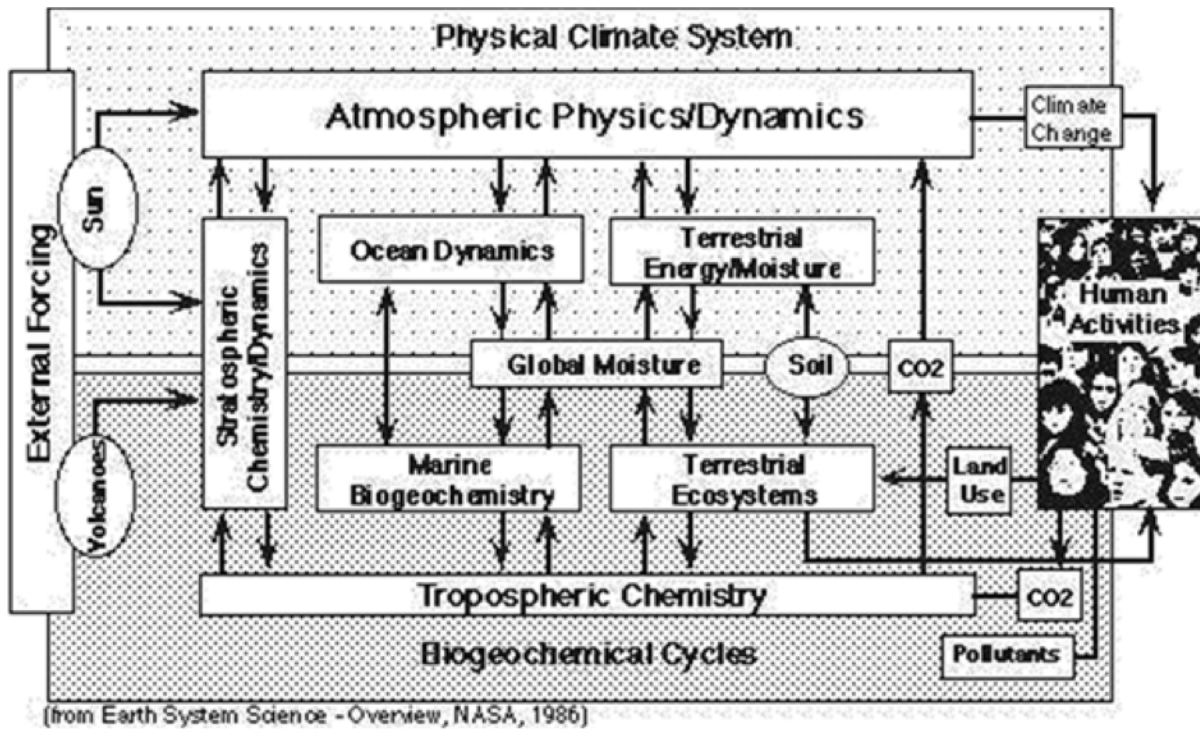 Physical Climate System
Atmospheric Physics/Dynamics
Climate
Change
External Forcing
Sun
Stratospheric
Chemistry/Dynamics
Ocean Dynamics
Terrestrial
Energy/Moisture
Human
Activities
Global Moisture
Soil
CO2
Volcanoes
Marine
Biogeochemistry
Terrestrial
Ecosystems
Land
Use
Tropospheric Chemistry
CO2
Biogeochemical Cycles
Pollutants
(from Earth System Science - Overview, NASA, 1986)